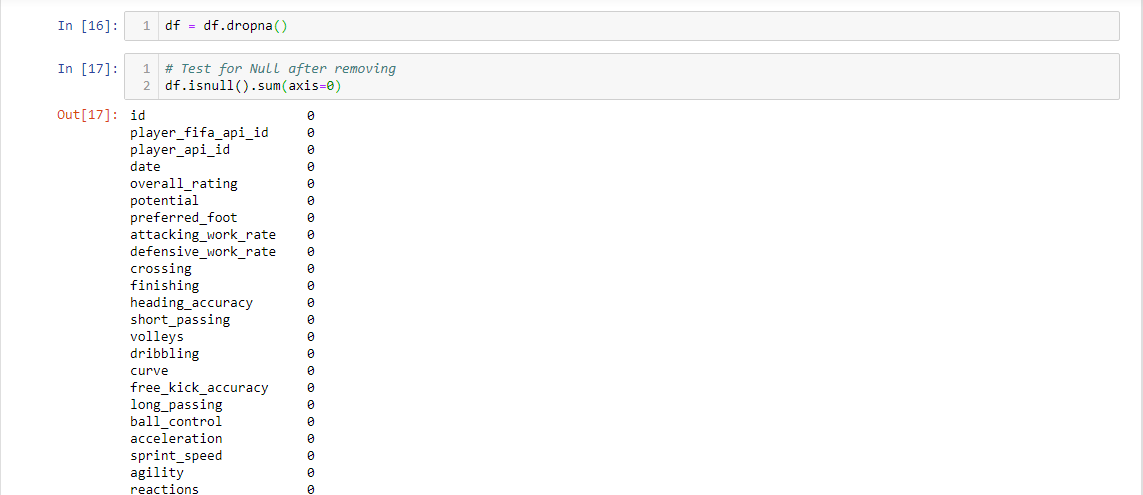 In [16]: 1 df = df.dropna()
In [17]: 1 # Test for Null after removing
2 df.isnull().sum(axis=0)
Out[17]: id 0
player_fifa_api_id 0
player_api_id 0
date 0
overall_rating 0
potential 0
preferred_foot 0
attacking_work_rate 0
defensive_work_rate 0
crossing 0
finishing 0
heading_accuracy 0
short_passing 0
volleys 0
dribbling 0
curve 0
free_kick_accuracy 0
long_passing 0
ball_control 0
acceleration 0
sprint_speed 0
agility 0
reactions 0